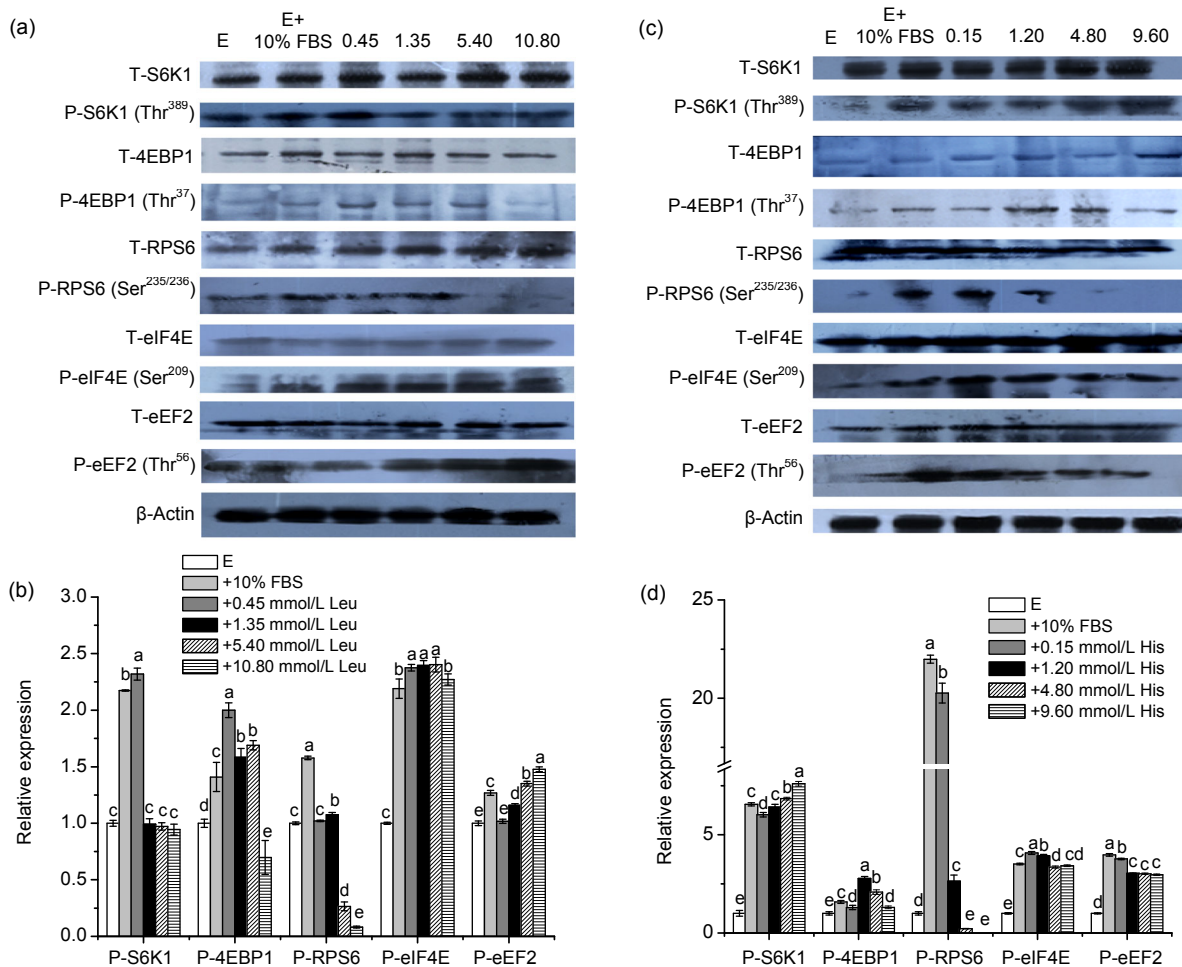 (a)
E E+ 10% FBS 0.45 1.35 5.40 10.80
T-S6K1
P-S6K1 (Thr389)
T-4EBP1
P-4EBP1 (Thr37)
T-RPS6
P-RPS6 (Ser235/236)
T-eIF4E
P-eIF4E (Ser209)
T-eEF2
P-eEF2 (Thr56)
β-Actin
(c)
E E+ 10% FBS 0.15 1.20 4.80 9.60
T-S6K1
P-S6K1 (Thr389)
T-4EBP1
P-4EBP1 (Thr37)
T-RPS6
P-RPS6 (Ser235/236)
T-eIF4E
P-eIF4E (Ser209)
T-eEF2
P-eEF2 (Thr56)
β-Actin
(b)
E
+10% FBS
+0.45 mmol/L Leu
+1.35 mmol/L Leu
+5.40 mmol/L Leu
+10.80 mmol/L Leu
Relative expression
3.0
2.5
2.0
1.5
1.0
0.5
0.0
c b a c c c
d c a b b e
c a c b d e
c b a a a b
e c e d b a
P-S6K1 P-4EBP1 P-RPS6 P-eIF4E P-eEF2
(d)
E
+10% FBS
+0.15 mmol/L His
+1.20 mmol/L His
+4.80 mmol/L His
+9.60 mmol/L His
Relative expression
25
20
5
0
e c d c b a
e c d a b d
d a b c e e
e c a b d cd
d a b c c c
P-S6K1 P-4EBP1 P-RPS6 P-eIF4E P-eEF2